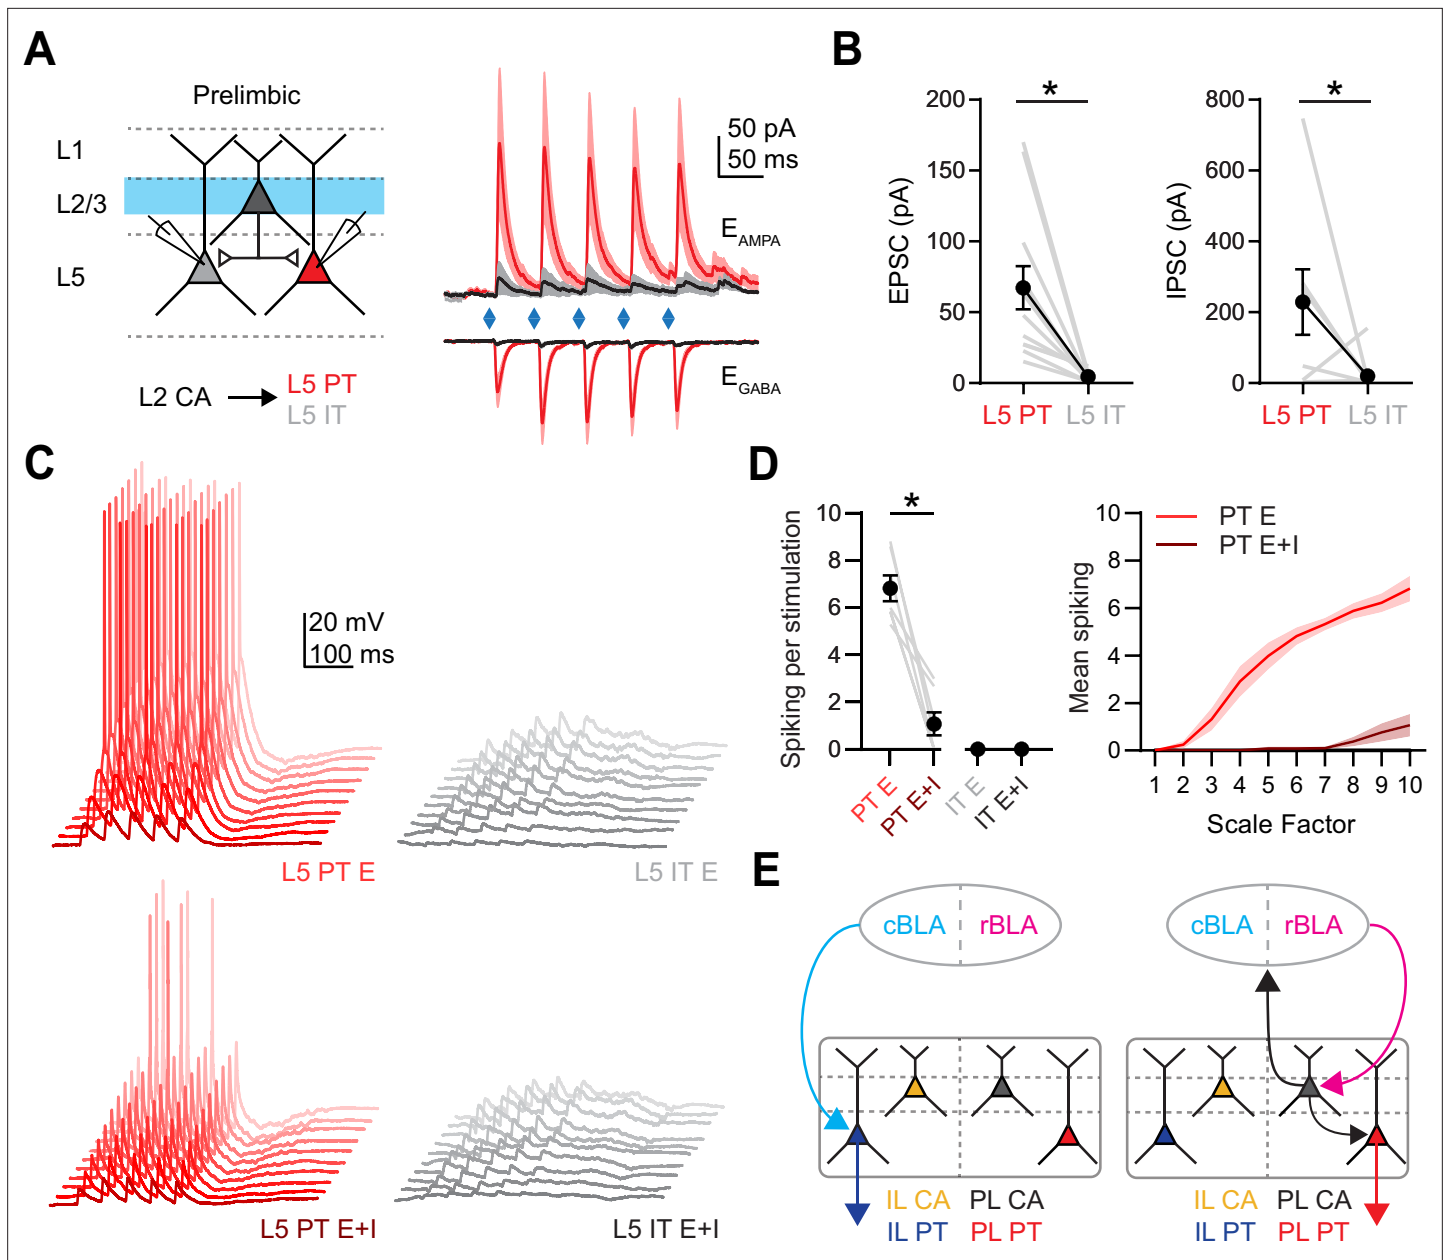 A
Prelimbic
L1
L2/3
L5
L2 CA
L5 PT
L5 IT
50 pA
50 ms
EAMPA
EGABA
B
EPSC (pA)
200
150
100
50
0
*
L5 PT
L5 IT
IPSC (pA)
800
600
400
200
0
*
L5 PT
L5 IT
C
20 mV
100 ms
L5 PT E
L5 IT E
L5 PT E+I
L5 IT E+I
D
Spiking per stimulation
10
8
6
4
2
0
*
PT E
PT E+I
IT E
IT E+I
Mean spiking
10
8
6
4
2
0
PT E
PT E+I
1 2 3 4 5 6 7 8 9 10
Scale Factor
E
cBLA
rBLA
IL CA
PL CA
IL PT
PL PT
cBLA
rBLA
IL CA
PL CA
IL PT
PL PT